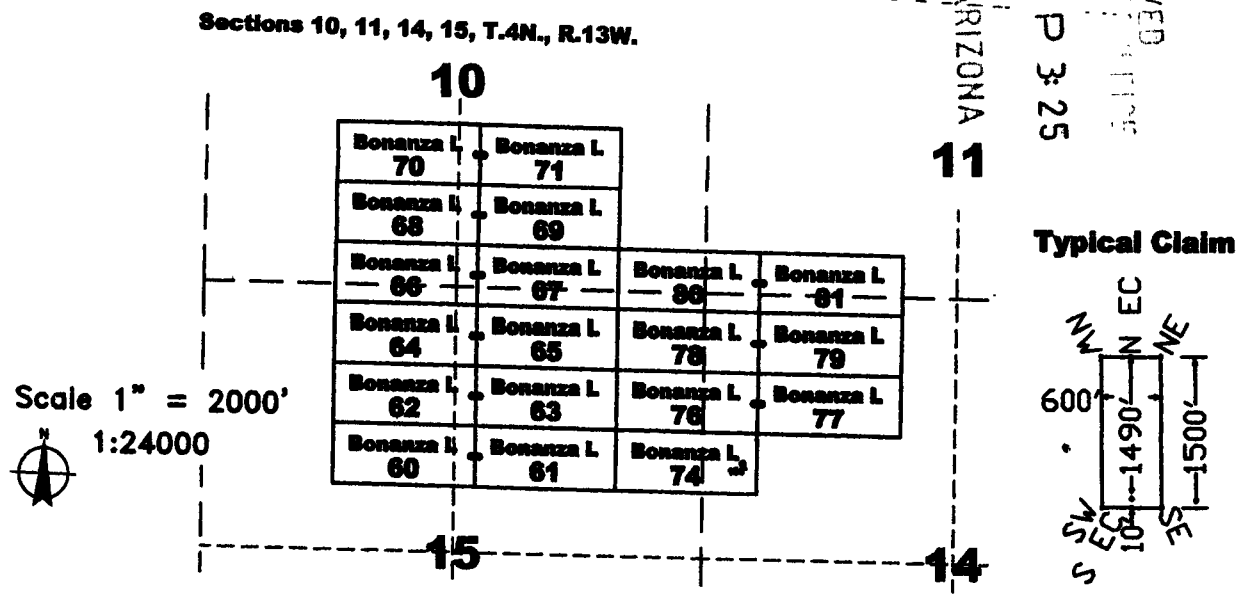 Sections 10, 11, 14, 15, T.4N., R.13W.
VED
RIZONA
P 3:25
10
11
Bonanza L 70
Bonanza L 71
Bonanza L 68
Bonanza L 69
Bonanza L 66
Bonanza L 67
Bonanza L 80
Bonanza L 81
Bonanza L 64
Bonanza L 65
Bonanza L 78
Bonanza L 79
Bonanza L 62
Bonanza L 63
Bonanza L 76
Bonanza L 77
Bonanza L 60
Bonanza L 61
Bonanza L 74
15
14
Scale 1" = 2000'
1:24000
N
Typical Claim
NW
N EC
NE
600'
1490'
1500'
10'
SW
S EC
SE